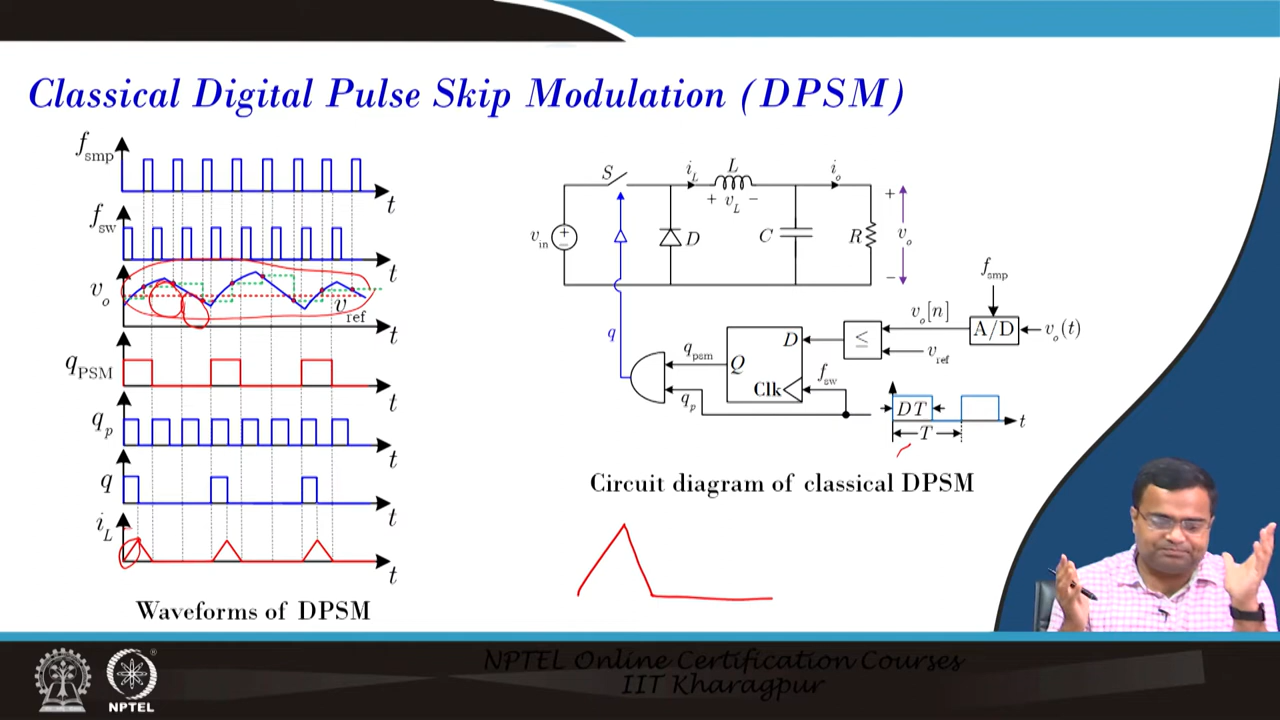 Classical Digital Pulse Skip Modulation (DPSM)
f_smp
t
f_sw
t
v_o
v_ref
t
q_PSM
t
q_p
t
q
t
i_L
t
Waveforms of DPSM
S
i_L
L
i_o
+ v_L −
v_in
+
−
D
C
R
+
v_o
−
f_smp
q
v_o[n]
A/D
v_o(t)
D
≤
v_ref
q_psm
Q
f_sw
Clk
q_p
DT
T
t
Circuit diagram of classical DPSM
NPTEL Online Certification Courses
IIT Kharagpur
NPTEL
®